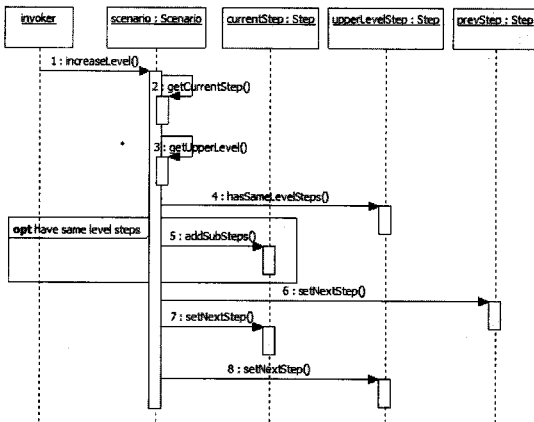 invoker
scenario : Scenario
currentStep : Step
upperLevelStep : Step
prevStep : Step
1 : increaseLevel()
2 : getCurrentStep()
3 : getUpperLevel()
4 : hasSameLevelSteps()
opt Have same level steps
5 : addSubSteps()
6 : setNextStep()
7 : setNextStep()
8 : setNextStep()